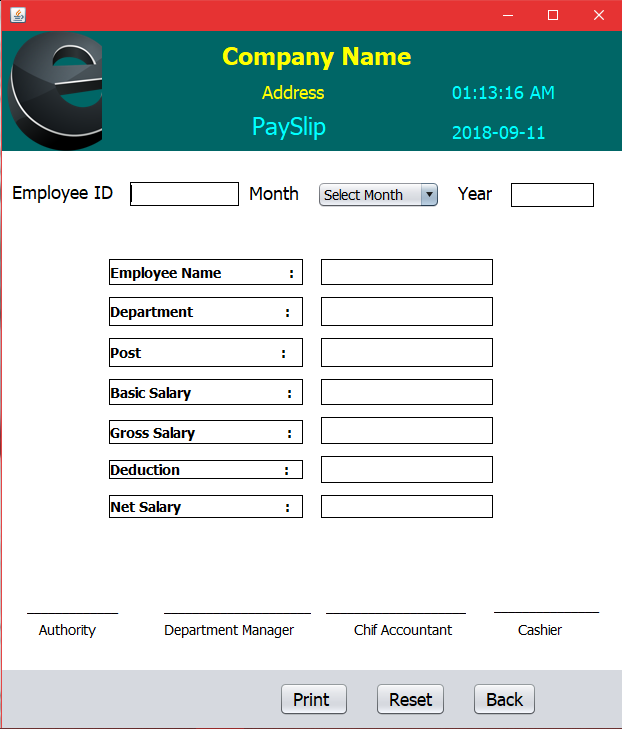 Company Name
Address
01:13:16 AM
PaySlip
2018-09-11
Employee ID Month Select Month Year
Employee Name :
Department :
Post :
Basic Salary :
Gross Salary :
Deduction :
Net Salary :
Authority Department Manager Chif Accountant Cashier
Print Reset Back